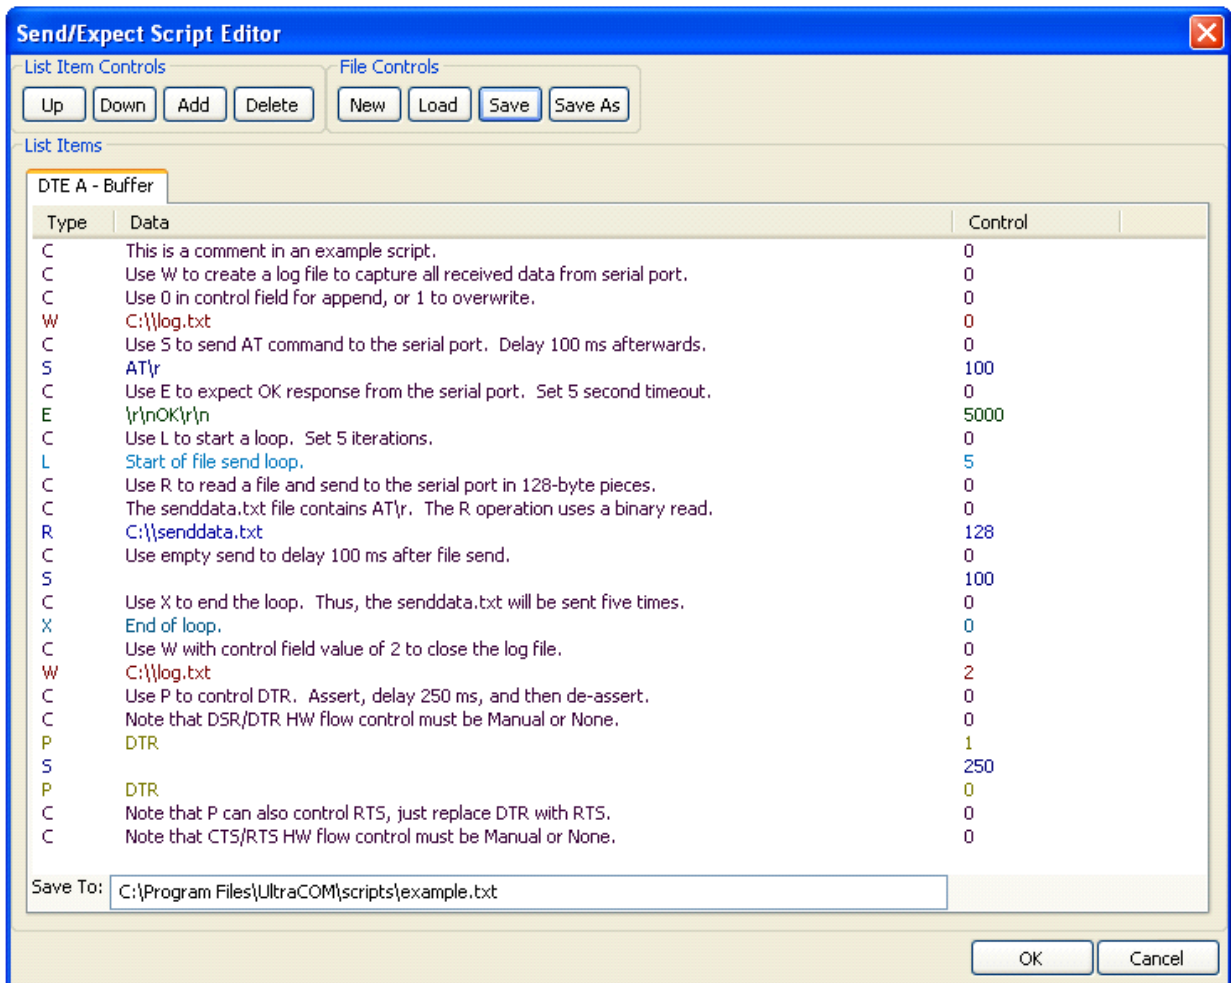 Send/Expect Script Editor
List Item Controls File Controls
Up Down Add Delete New Load Save Save As
List Items
DTE A - Buffer
Type Data Control
C This is a comment in an example script. 0
C Use W to create a log file to capture all received data from serial port. 0
C Use 0 in control field for append, or 1 to overwrite. 0
W C:\\log.txt 0
C Use S to send AT command to the serial port.  Delay 100 ms afterwards. 0
S AT\r 100
C Use E to expect OK response from the serial port.  Set 5 second timeout. 0
E \r\nOK\r\n 5000
C Use L to start a loop.  Set 5 iterations. 0
L Start of file send loop. 5
C Use R to read a file and send to the serial port in 128-byte pieces. 0
C The senddata.txt file contains AT\r.  The R operation uses a binary read. 0
R C:\\senddata.txt 128
C Use empty send to delay 100 ms after file send. 0
S 100
C Use X to end the loop.  Thus, the senddata.txt will be sent five times. 0
X End of loop. 0
C Use W with control field value of 2 to close the log file. 0
W C:\\log.txt 2
C Use P to control DTR.  Assert, delay 250 ms, and then de-assert. 0
C Note that DSR/DTR HW flow control must be Manual or None. 0
P DTR 1
S 250
P DTR 0
C Note that P can also control RTS, just replace DTR with RTS. 0
C Note that CTS/RTS HW flow control must be Manual or None. 0
Save To: C:\Program Files\UltraCOM\scripts\example.txt
OK Cancel